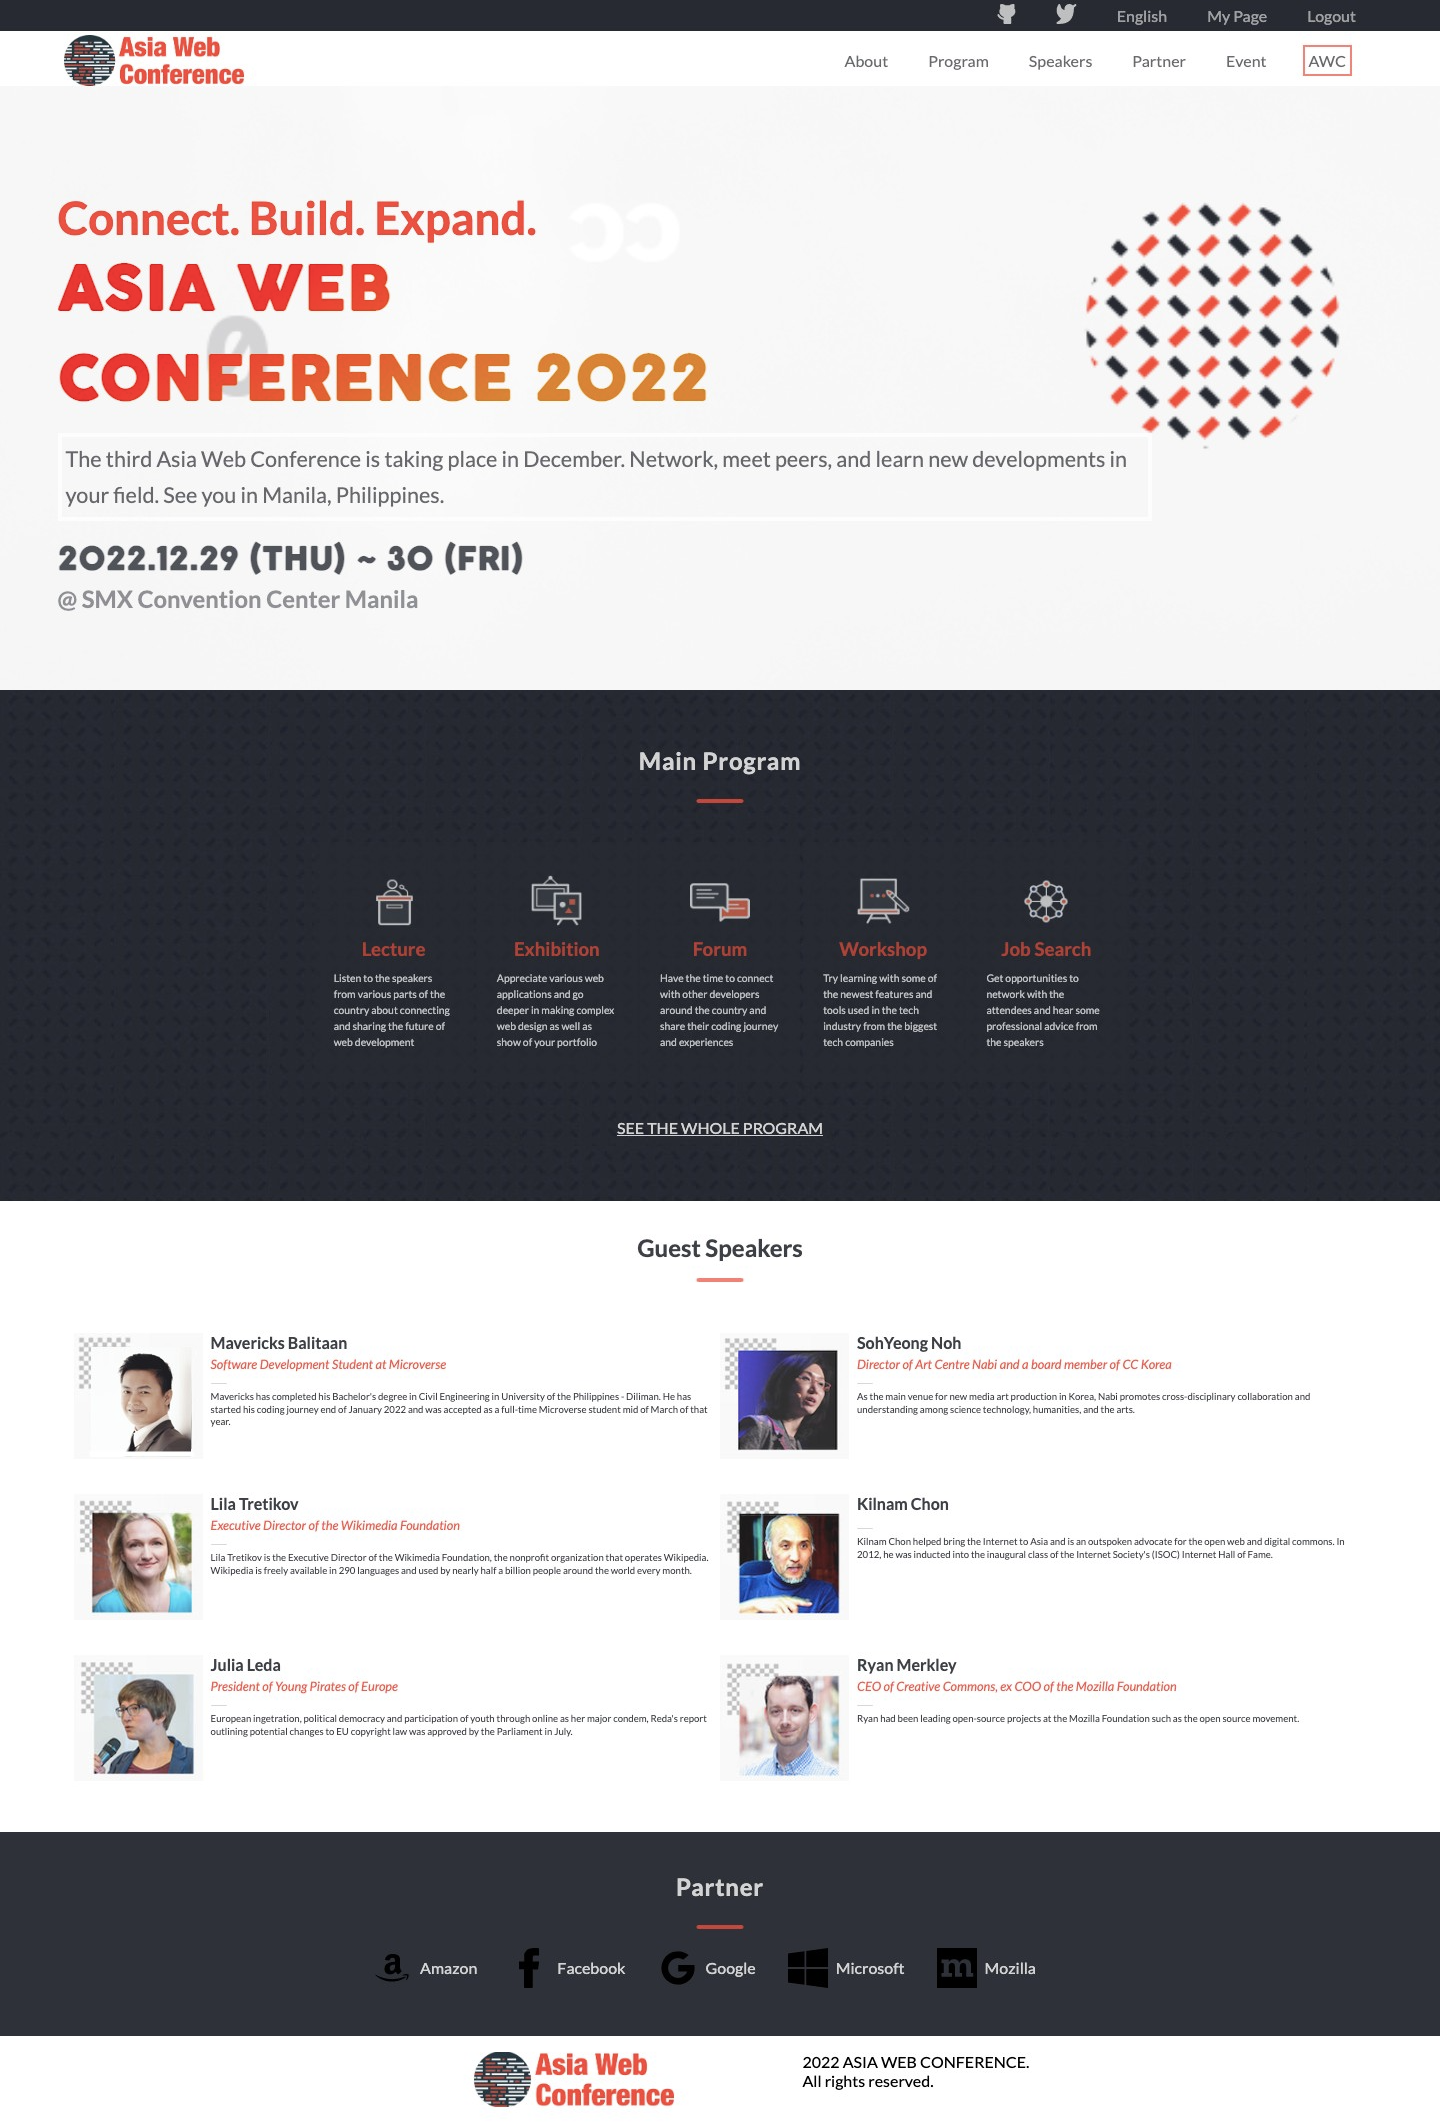 English My Page Logout
Asia Web
Conference
About Program Speakers Partner Event AWC
Connect. Build. Expand.
ASIA WEB
CONFERENCE 2022
The third Asia Web Conference is taking place in December. Network, meet peers, and learn new developments in
your field. See you in Manila, Philippines.
2022.12.29 (THU) ~ 30 (FRI)
@ SMX Convention Center Manila
Main Program
Lecture
Listen to the speakers
from various parts of the
country about connecting
and sharing the future of
web development
Exhibition
Appreciate various web
applications and go
deeper in making complex
web design as well as
show of your portfolio
Forum
Have the time to connect
with other developers
around the country and
share their coding journey
and experiences
Workshop
Try learning with some of
the newest features and
tools used in the tech
industry from the biggest
tech companies
Job Search
Get opportunities to
network with the
attendees and hear some
professional advice from
the speakers
SEE THE WHOLE PROGRAM
Guest Speakers
Mavericks Balitaan
Software Development Student at Microverse
Mavericks has completed his Bachelor's degree in Civil Engineering in University of the Philippines - Diliman. He has
started his coding journey end of January 2022 and was accepted as a full-time Microverse student mid of March of that
year.
SohYeong Noh
Director of Art Centre Nabi and a board member of CC Korea
As the main venue for new media art production in Korea, Nabi promotes cross-disciplinary collaboration and
understanding among science technology, humanities, and the arts.
Lila Tretikov
Executive Director of the Wikimedia Foundation
Lila Tretikov is the Executive Director of the Wikimedia Foundation, the nonprofit organization that operates Wikipedia.
Wikipedia is freely available in 290 languages and used by nearly half a billion people around the world every month.
Kilnam Chon
Kilnam Chon helped bring the Internet to Asia and is an outspoken advocate for the open web and digital commons. In
2012, he was inducted into the inaugural class of the Internet Society's (ISOC) Internet Hall of Fame.
Julia Leda
President of Young Pirates of Europe
European ingetration, political democracy and participation of youth through online as her major condem, Reda's report
outlining potential changes to EU copyright law was approved by the Parliament in July.
Ryan Merkley
CEO of Creative Commons, ex COO of the Mozilla Foundation
Ryan had been leading open-source projects at the Mozilla Foundation such as the open source movement.
Partner
a Amazon f Facebook G Google Microsoft m Mozilla
Asia Web
Conference
2022 ASIA WEB CONFERENCE.
All rights reserved.